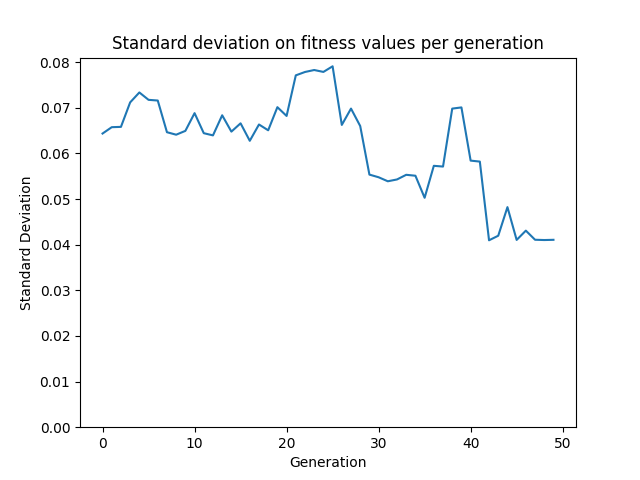 Standard deviation on fitness values per generation
Standard Deviation
0.08
0.07
0.06
0.05
0.04
0.03
0.02
0.01
0.00
0 10 20 30 40 50
Generation